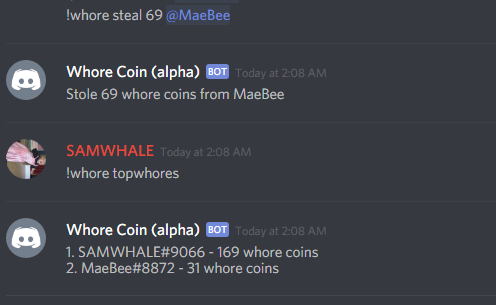 !whore steal 69 @MaeBee
Whore Coin (alpha) BOT Today at 2:08 AM
Stole 69 whore coins from MaeBee
SAMWHALE Today at 2:08 AM
!whore topwhores
Whore Coin (alpha) BOT Today at 2:08 AM
1. SAMWHALE#9066 - 169 whore coins
2. MaeBee#8872 - 31 whore coins